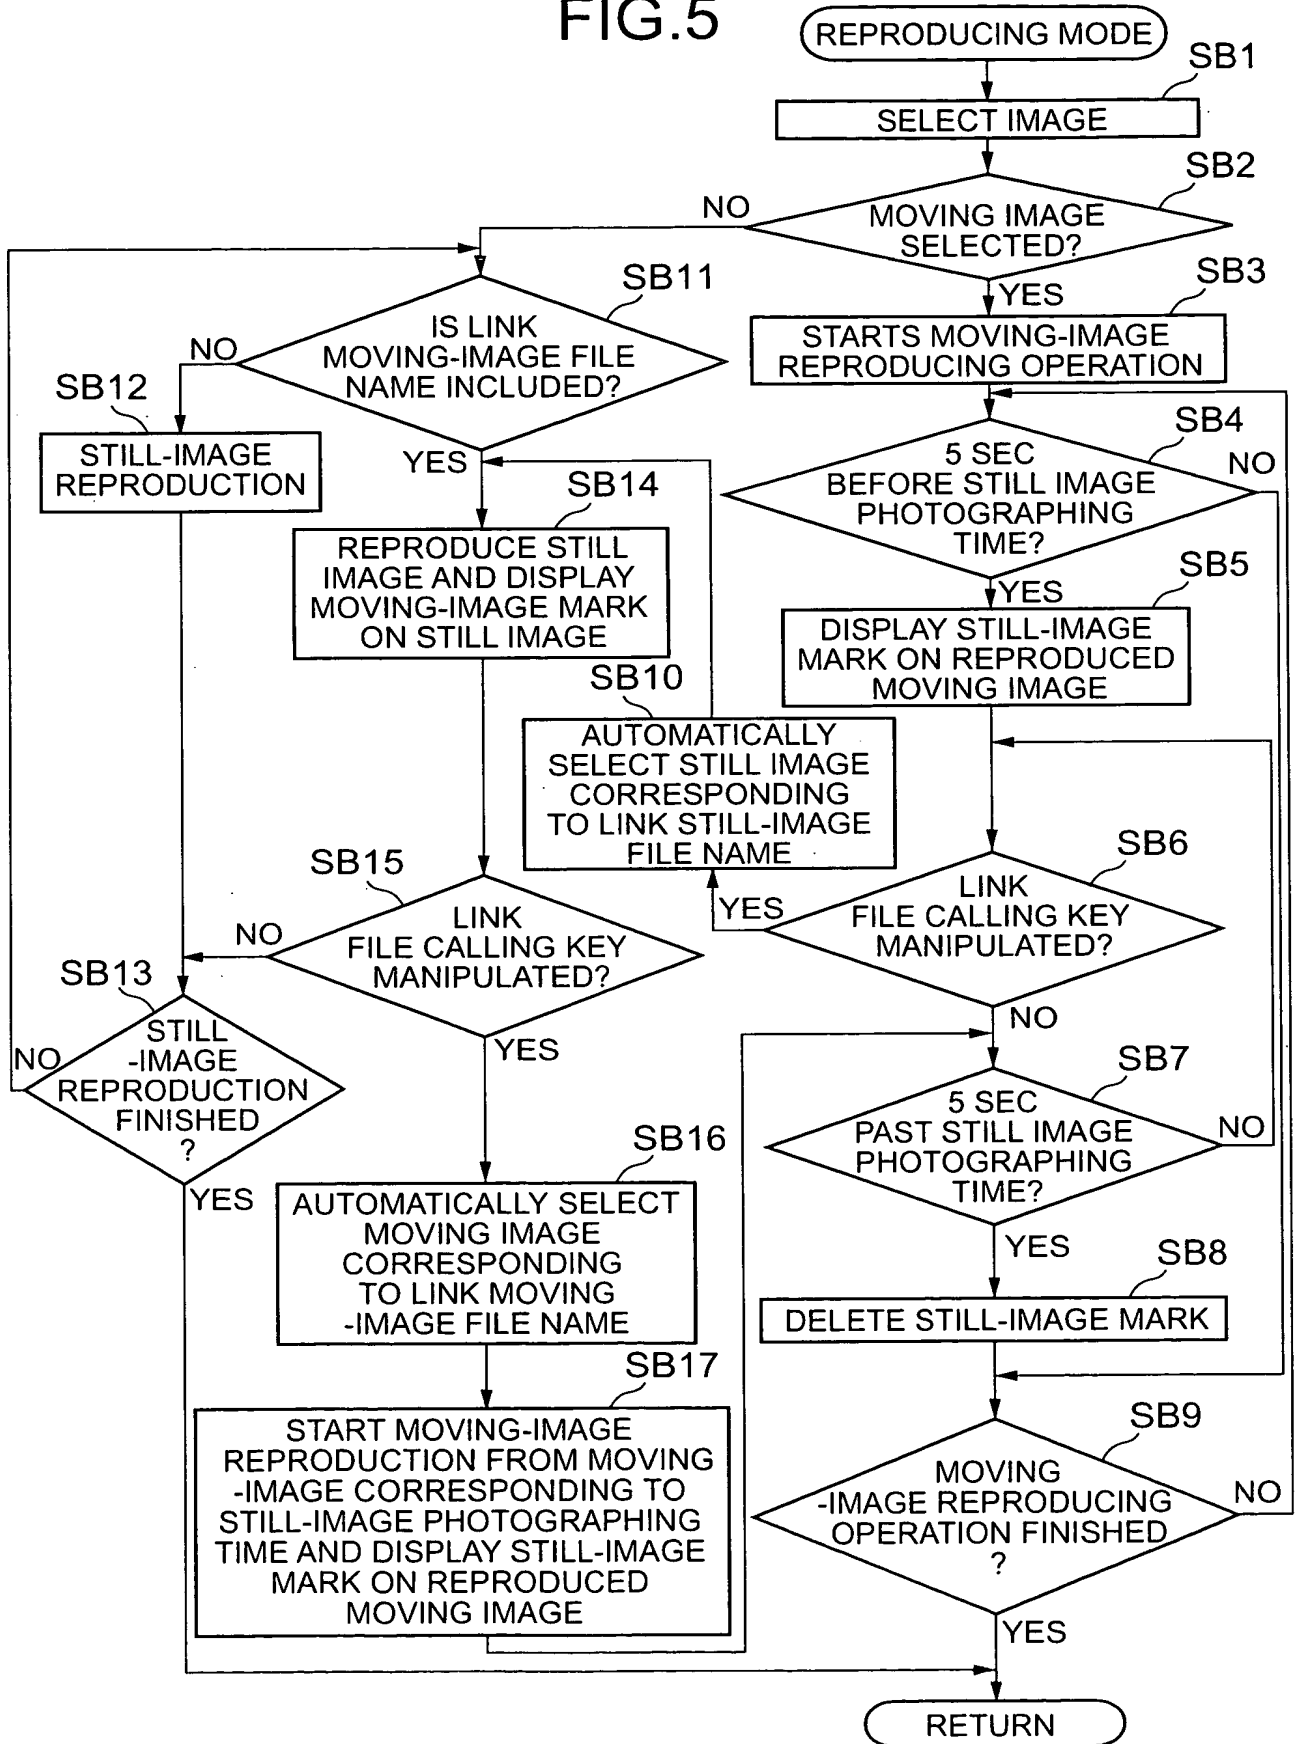 FIG.5
REPRODUCING MODE
SB1
SELECT IMAGE
SB2
MOVING IMAGE
SELECTED?
NO
YES
SB3
STARTS MOVING-IMAGE
REPRODUCING OPERATION
SB4
5 SEC
BEFORE STILL IMAGE
PHOTOGRAPHING
TIME?
NO
YES
SB5
DISPLAY STILL-IMAGE
MARK ON REPRODUCED
MOVING IMAGE
SB6
LINK
FILE CALLING KEY
MANIPULATED?
YES
NO
SB7
5 SEC
PAST STILL IMAGE
PHOTOGRAPHING
TIME?
NO
YES
SB8
DELETE STILL-IMAGE MARK
SB9
MOVING
-IMAGE REPRODUCING
OPERATION FINISHED
?
NO
YES
RETURN
SB10
AUTOMATICALLY
SELECT STILL IMAGE
CORRESPONDING
TO LINK STILL-IMAGE
FILE NAME
SB11
IS LINK
MOVING-IMAGE FILE
NAME INCLUDED?
NO
YES
SB12
STILL-IMAGE
REPRODUCTION
SB13
STILL
-IMAGE
REPRODUCTION
FINISHED
?
NO
YES
SB14
REPRODUCE STILL
IMAGE AND DISPLAY
MOVING-IMAGE MARK
ON STILL IMAGE
SB15
LINK
FILE CALLING KEY
MANIPULATED?
NO
YES
SB16
AUTOMATICALLY SELECT
MOVING IMAGE
CORRESPONDING
TO LINK MOVING
-IMAGE FILE NAME
SB17
START MOVING-IMAGE
REPRODUCTION FROM MOVING
-IMAGE CORRESPONDING TO
STILL-IMAGE PHOTOGRAPHING
TIME AND DISPLAY STILL-IMAGE
MARK ON REPRODUCED
MOVING IMAGE